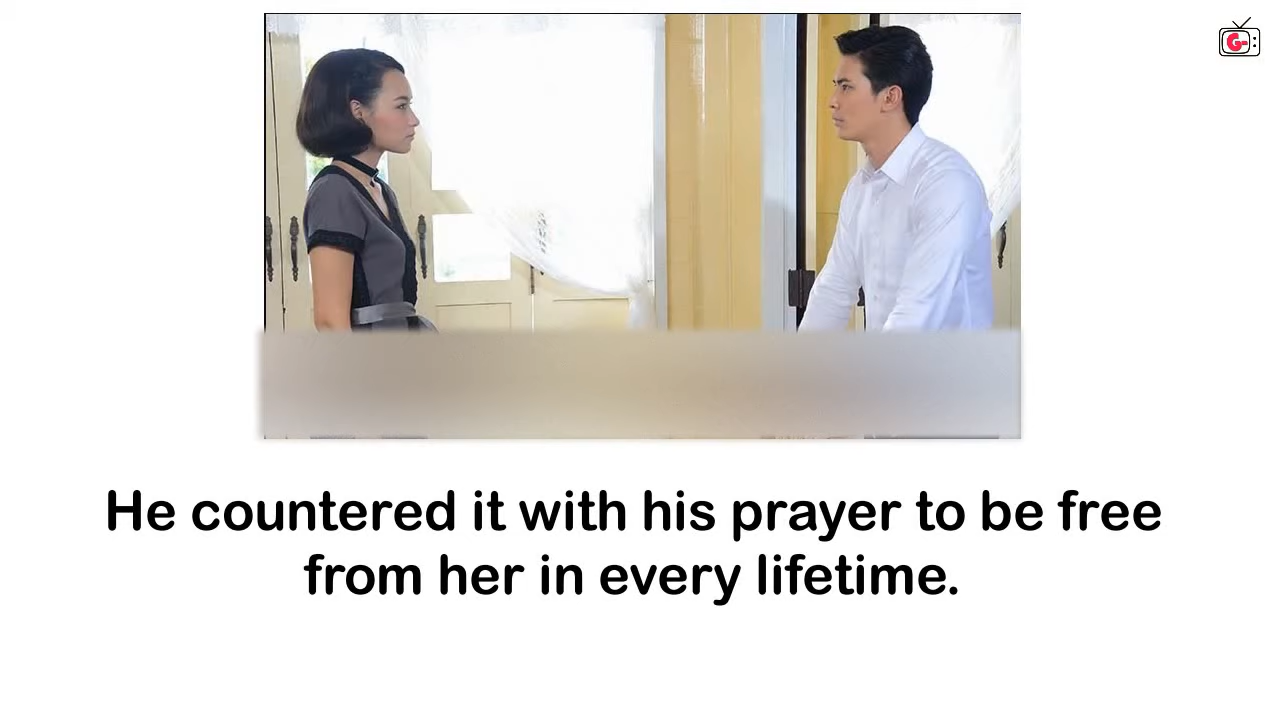 G-
He countered it with his prayer to be free
from her in every lifetime.